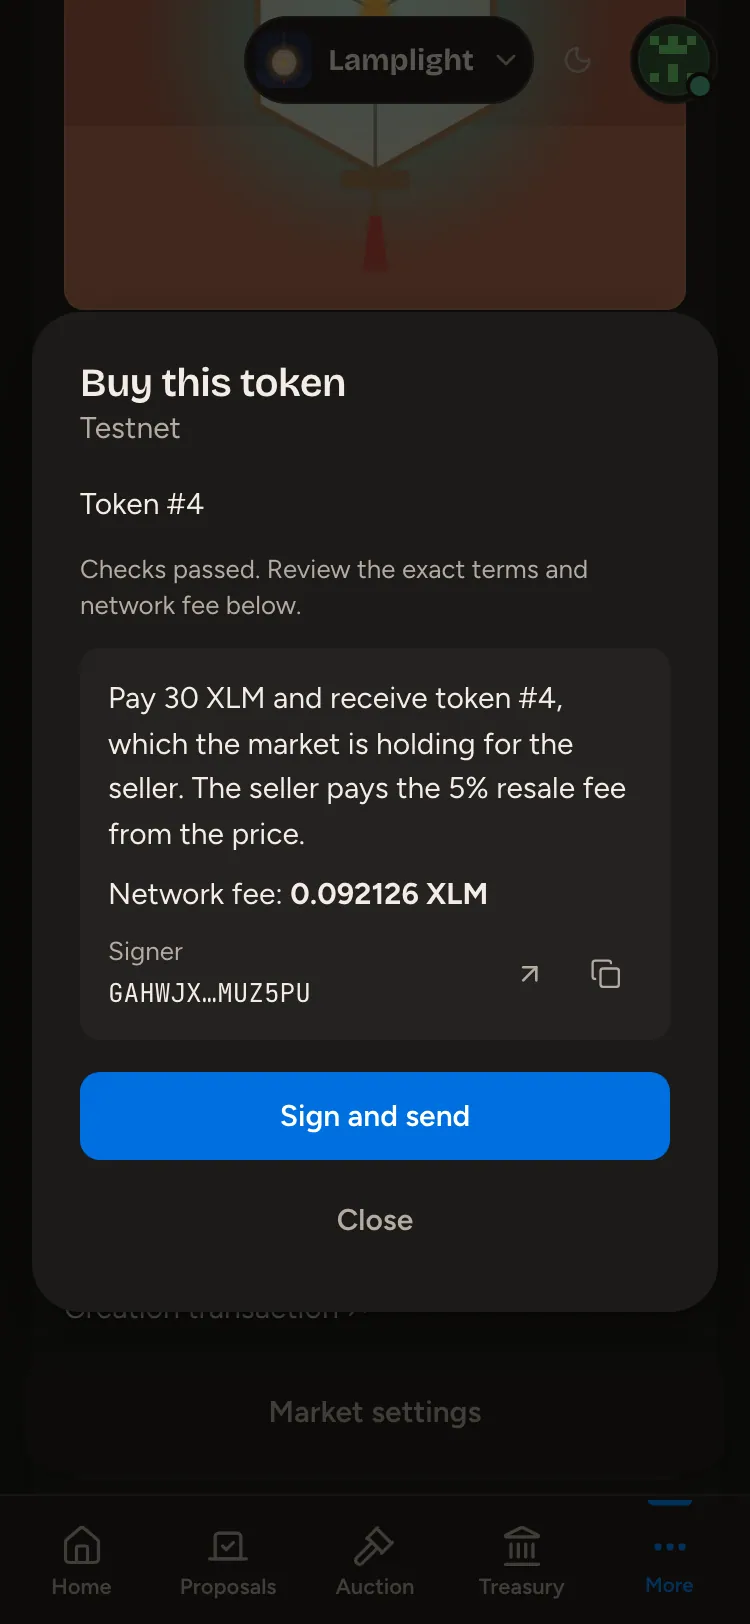 Lamplight
Buy this token
Testnet
Token #4
Checks passed. Review the exact terms and
network fee below.
Pay 30 XLM and receive token #4,
which the market is holding for the
seller. The seller pays the 5% resale fee
from the price.
Network fee: 0.092126 XLM
Signer
GAHWJX…MUZ5PU
Sign and send
Close
Creation transaction
Market settings
Home
Proposals
Auction
Treasury
More